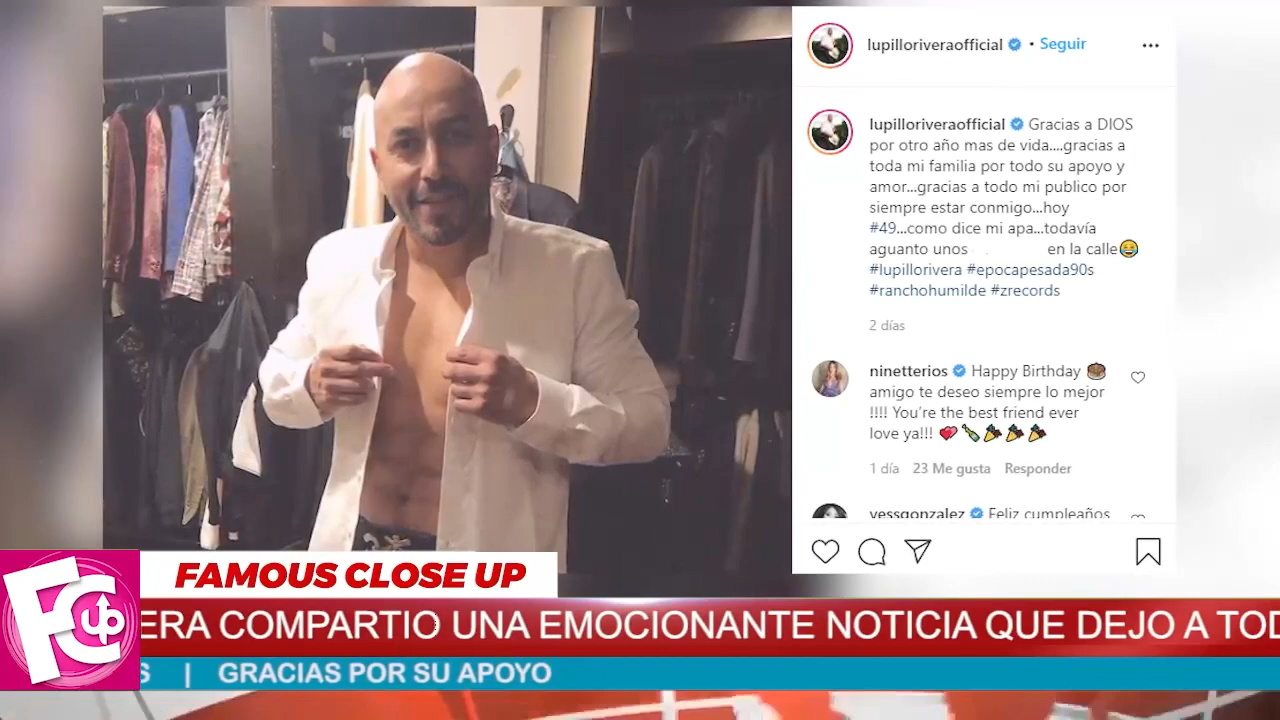 lupilloriveraofficial • Seguir
lupilloriveraofficial Gracias a DIOS
por otro año mas de vida....gracias a
toda mi familia por todo su apoyo y
amor...gracias a todo mi publico por
siempre estar conmigo...hoy
#49...como dice mi apa...todavía
aguanto unos en la calle😂
#lupillorivera #epocapesada90s
#ranchohumilde #zrecords
2 días
ninetterios Happy Birthday 🎂
amigo te deseo siempre lo mejor
!!!! You're the best friend ever
love ya!!! 💕🍾🎉🎉🎉
1 día 23 Me gusta Responder
yessgonzalez Feliz cumpleaños
FC up
FAMOUS CLOSE UP
ERA COMPARTIO UNA EMOCIONANTE NOTICIA QUE DEJO A TOD
S | GRACIAS POR SU APOYO